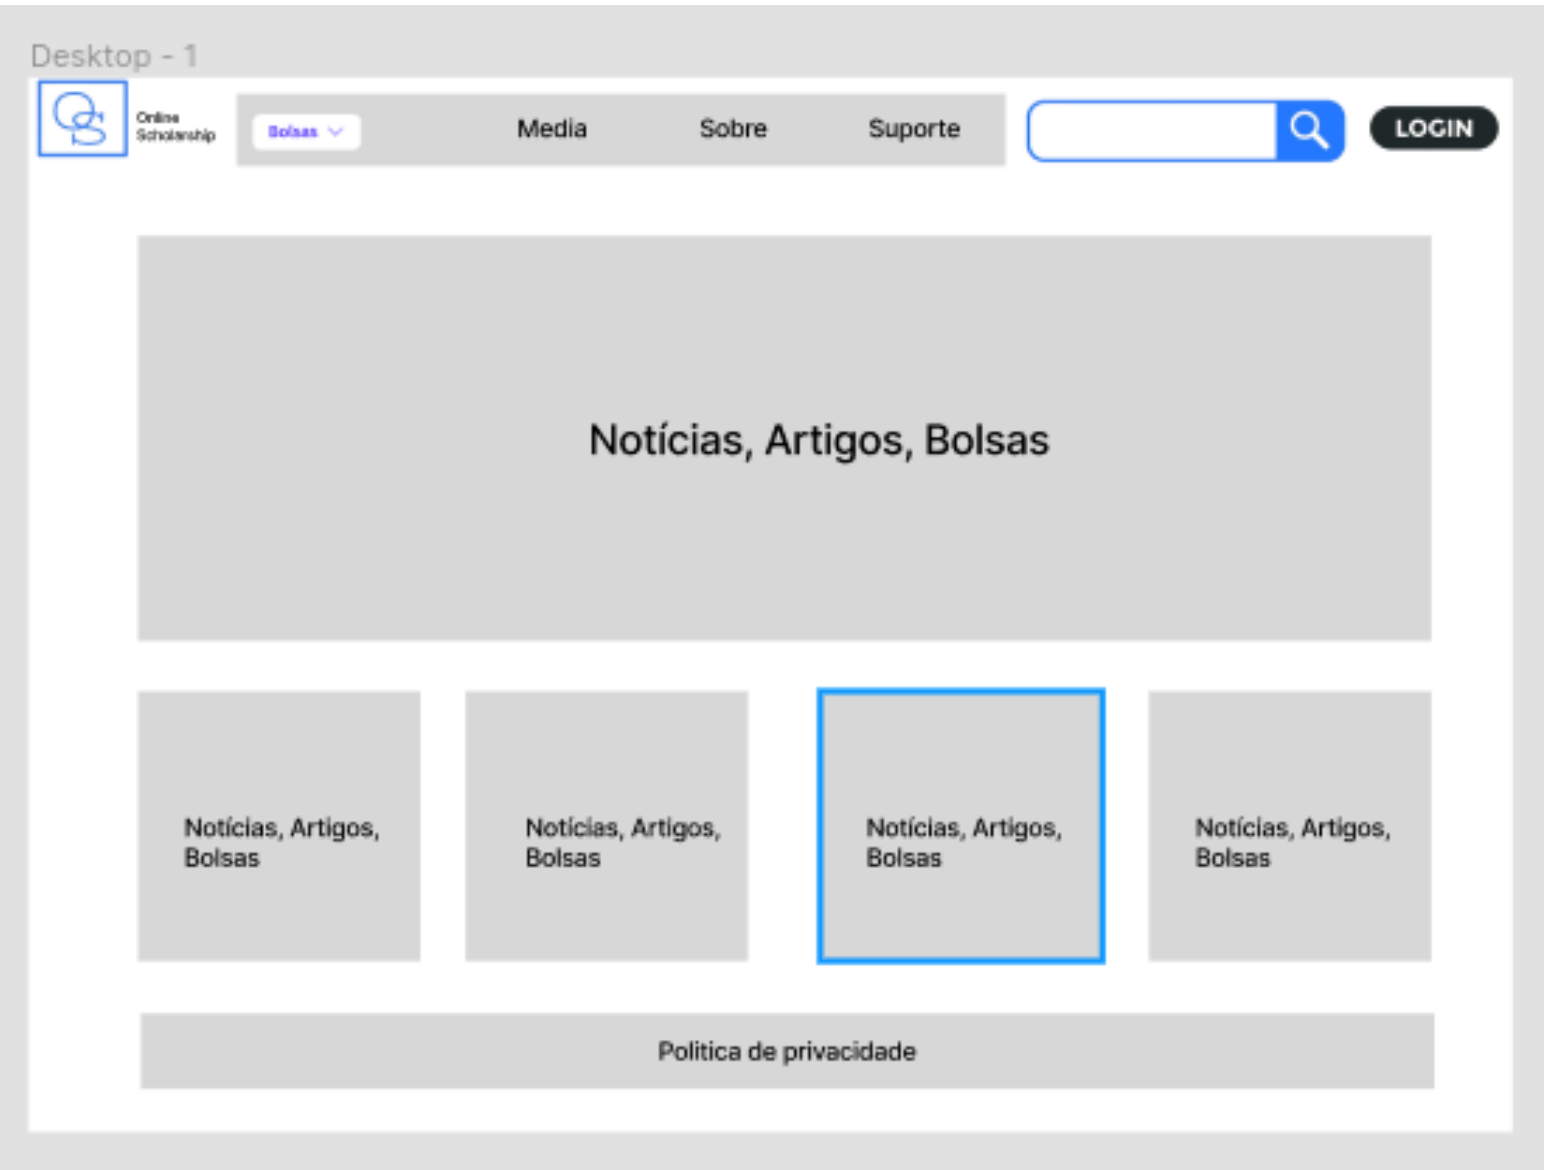 Desktop - 1
OS
Online
Scholarship
Bolsas
Media
Sobre
Suporte
LOGIN
Notícias, Artigos, Bolsas
Notícias, Artigos,
Bolsas
Notícias, Artigos,
Bolsas
Notícias, Artigos,
Bolsas
Notícias, Artigos,
Bolsas
Politica de privacidade